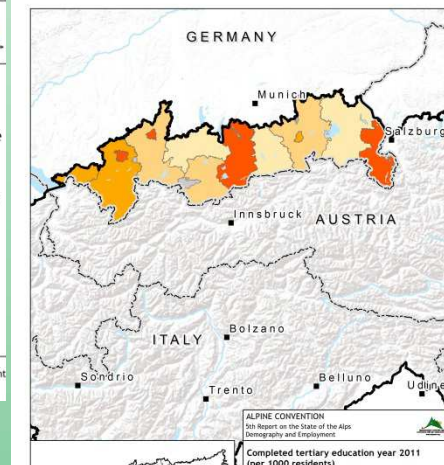 GERMANY
Munich
Salzburg
Innsbruck
AUSTRIA
ITALY
Bolzano
Sondrio
Trento
Belluno
Udine
ALPINE CONVENTION
5th Report on the State of the Alps
Demography and Employment
Completed tertiary education year 2011
(per 1000 residents)